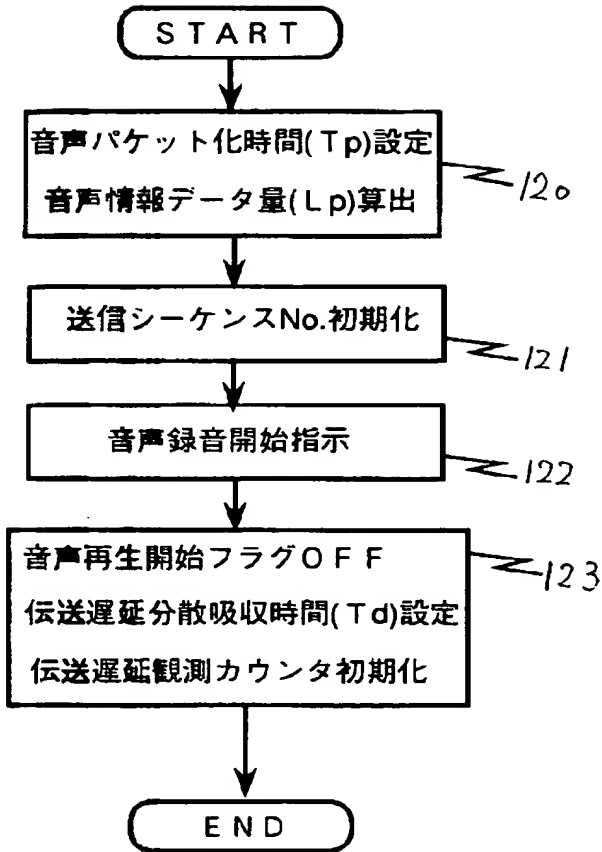 START
音声パケット化時間(Tp)設定
音声情報データ量(Lp)算出
120
送信シーケンスNo.初期化
121
音声録音開始指示
122
音声再生開始フラグOFF
伝送遅延分散吸収時間(Td)設定
伝送遅延観測カウンタ初期化
123
END